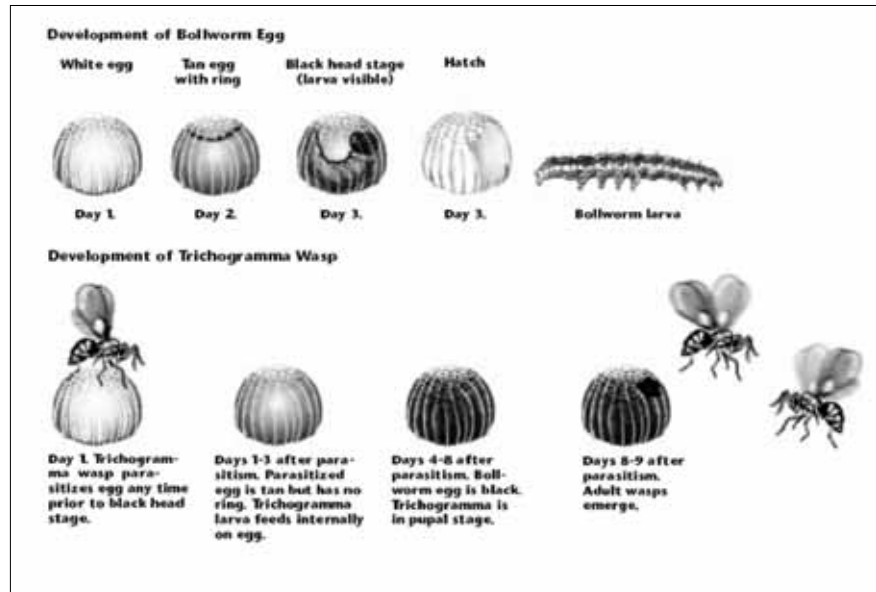 Development of Bollworm Egg
White egg
Tan egg
with ring
Black head stage
(larva visible)
Hatch
Day 1.
Day 2.
Day 3.
Day 3.
Bollworm larva
Development of Trichogramma Wasp
Day 1. Trichogram-
ma wasp para-
sitizes egg any time
prior to black head
stage.
Days 1-3 after para-
sitism. Parasitized
egg is tan but has no
ring. Trichogramma
larva feeds internally
on egg.
Days 4-8 after
parasitism. Boll-
worm egg is black.
Trichogramma is
in pupal stage.
Days 8-9 after
parasitism.
Adult wasps
emerge.